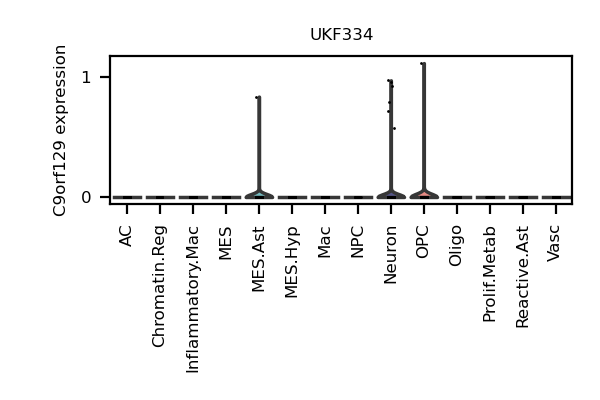 UKF334
C9orf129 expression
1
0
AC
Chromatin.Reg
Inflammatory.Mac
MES
MES.Ast
MES.Hyp
Mac
NPC
Neuron
OPC
Oligo
Prolif.Metab
Reactive.Ast
Vasc